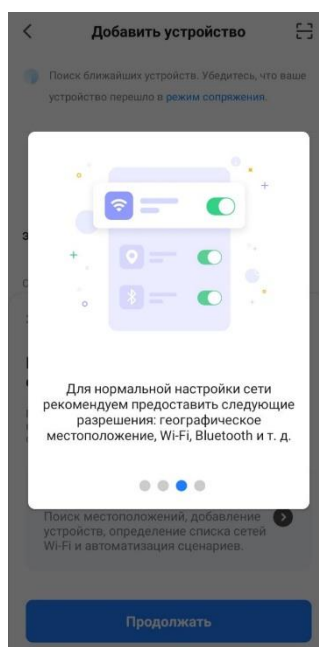 Добавить устройство
Поиск ближайших устройств. Убедитесь, что ваше
устройство перешло в режим сопряжения.
Для нормальной настройки сети
рекомендуем предоставить следующие
разрешения: географическое
местоположение, Wi-Fi, Bluetooth и т. д.
Поиск местоположений, добавление
устройств, определение списка сетей
Wi-Fi и автоматизация сценариев.
Продолжать